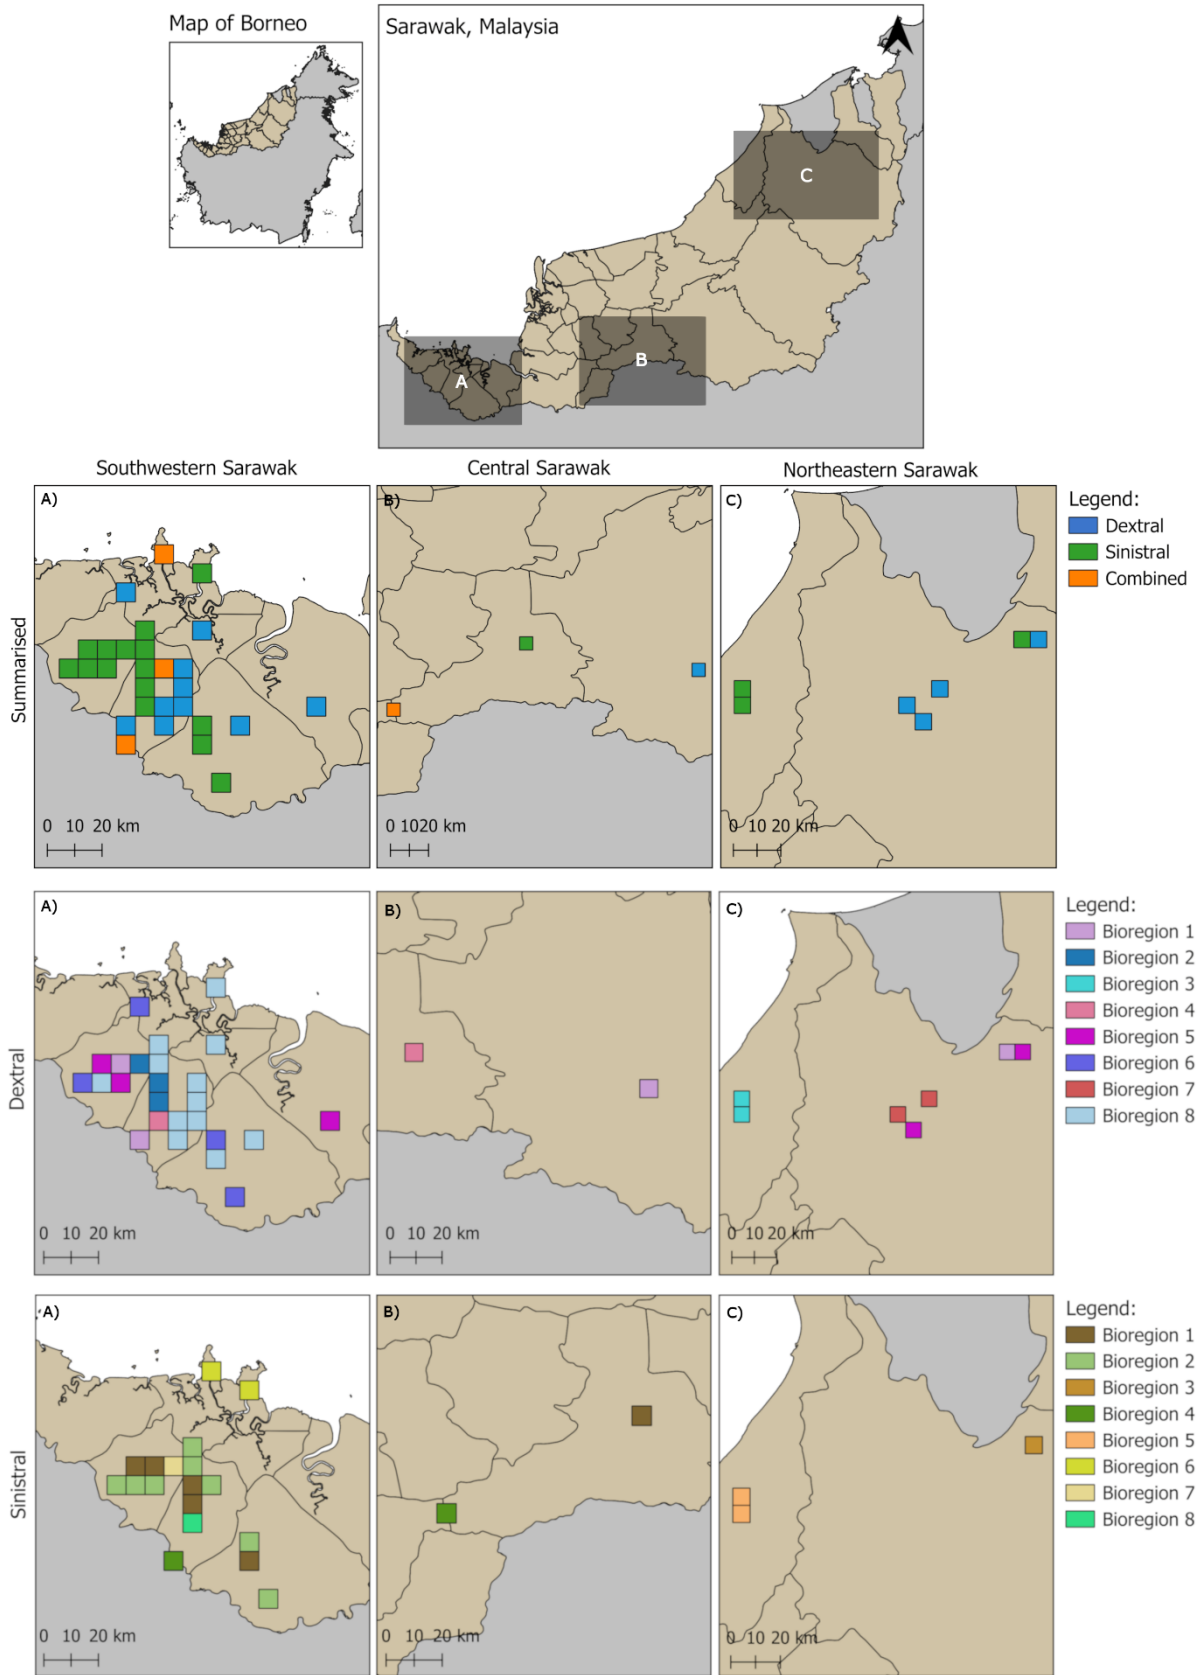 Map of Borneo
Sarawak, Malaysia
C
B
A
Southwestern Sarawak
Central Sarawak
Northeastern Sarawak
Summarised
A)
0 10 20 km
B)
0 1020 km
C)
0 10 20 km
Legend:
Dextral
Sinistral
Combined
Dextral
A)
0 10 20 km
B)
0 10 20 km
C)
0 10 20 km
Legend:
Bioregion 1
Bioregion 2
Bioregion 3
Bioregion 4
Bioregion 5
Bioregion 6
Bioregion 7
Bioregion 8
Sinistral
A)
0 10 20 km
B)
0 10 20 km
C)
0 10 20 km
Legend:
Bioregion 1
Bioregion 2
Bioregion 3
Bioregion 4
Bioregion 5
Bioregion 6
Bioregion 7
Bioregion 8